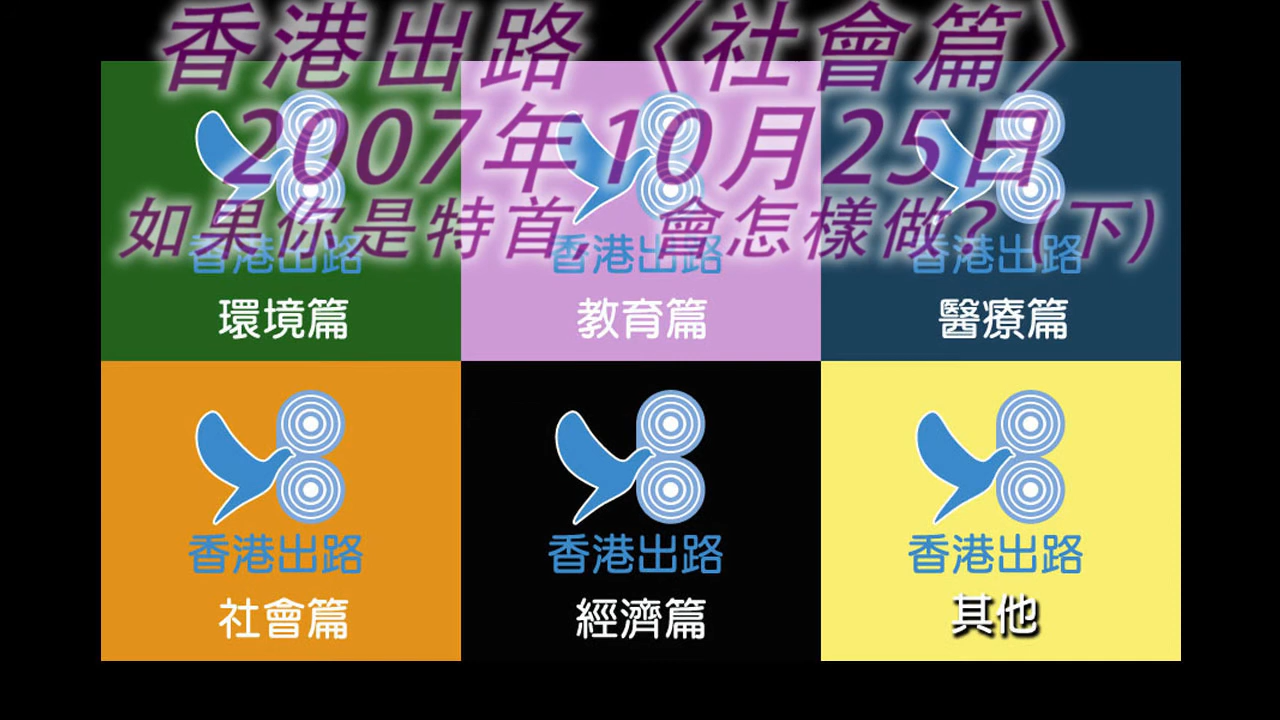 香港出路〈社會篇〉
2007年10月25日
如果你是特首, 會怎樣做? (下)
香港出路 香港出路 香港出路
環境篇 教育篇 醫療篇
香港出路 香港出路 香港出路
社會篇 經濟篇 其他